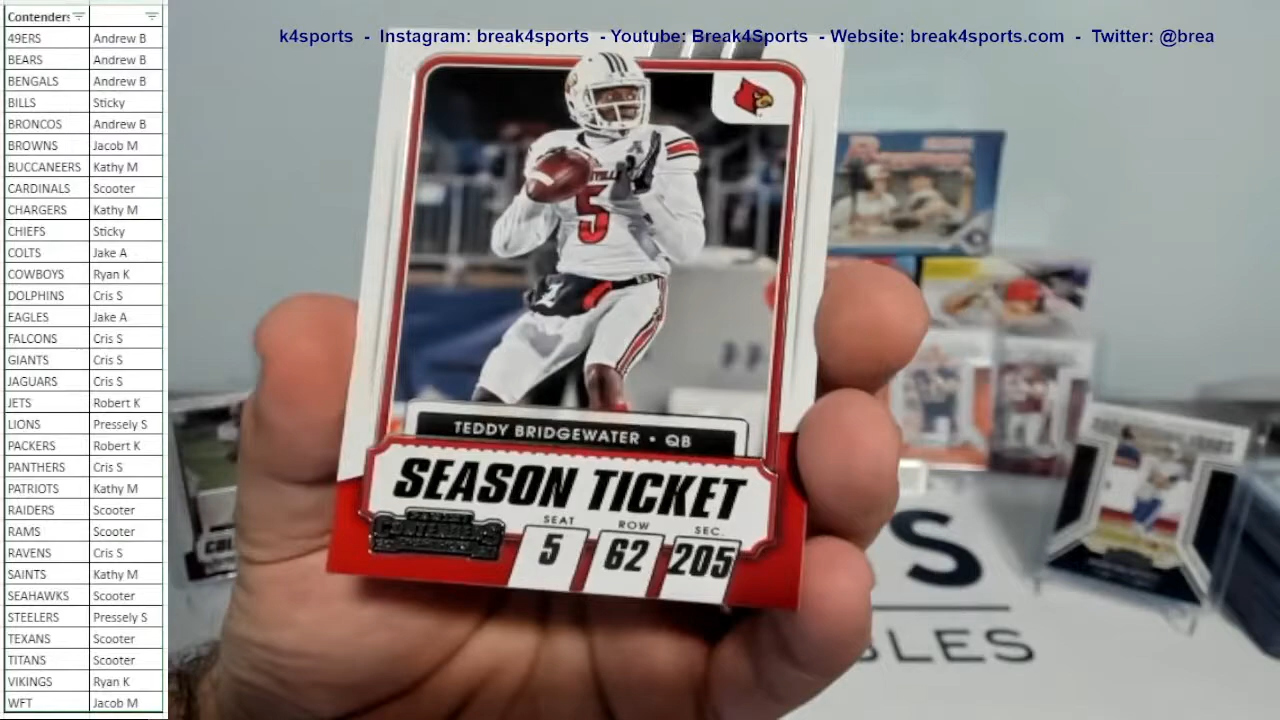 k4sports - Instagram: break4sports - Youtube: Break4Sports - Website: break4sports.com - Twitter: @brea
Contenders
49ERS Andrew B
BEARS Andrew B
BENGALS Andrew B
BILLS Sticky
BRONCOS Andrew B
BROWNS Jacob M
BUCCANEERS Kathy M
CARDINALS Scooter
CHARGERS Kathy M
CHIEFS Sticky
COLTS Jake A
COWBOYS Ryan K
DOLPHINS Cris S
EAGLES Jake A
FALCONS Cris S
GIANTS Cris S
JAGUARS Cris S
JETS Robert K
LIONS Pressely S
PACKERS Robert K
PANTHERS Cris S
PATRIOTS Kathy M
RAIDERS Scooter
RAMS Scooter
RAVENS Cris S
SAINTS Kathy M
SEAHAWKS Scooter
STEELERS Pressely S
TEXANS Scooter
TITANS Scooter
VIKINGS Ryan K
WFT Jacob M
5
TEDDY BRIDGEWATER • QB
SEASON TICKET
PANINI
CONTENDERS
SEAT ROW SEC.
5 62 205
S
BLES